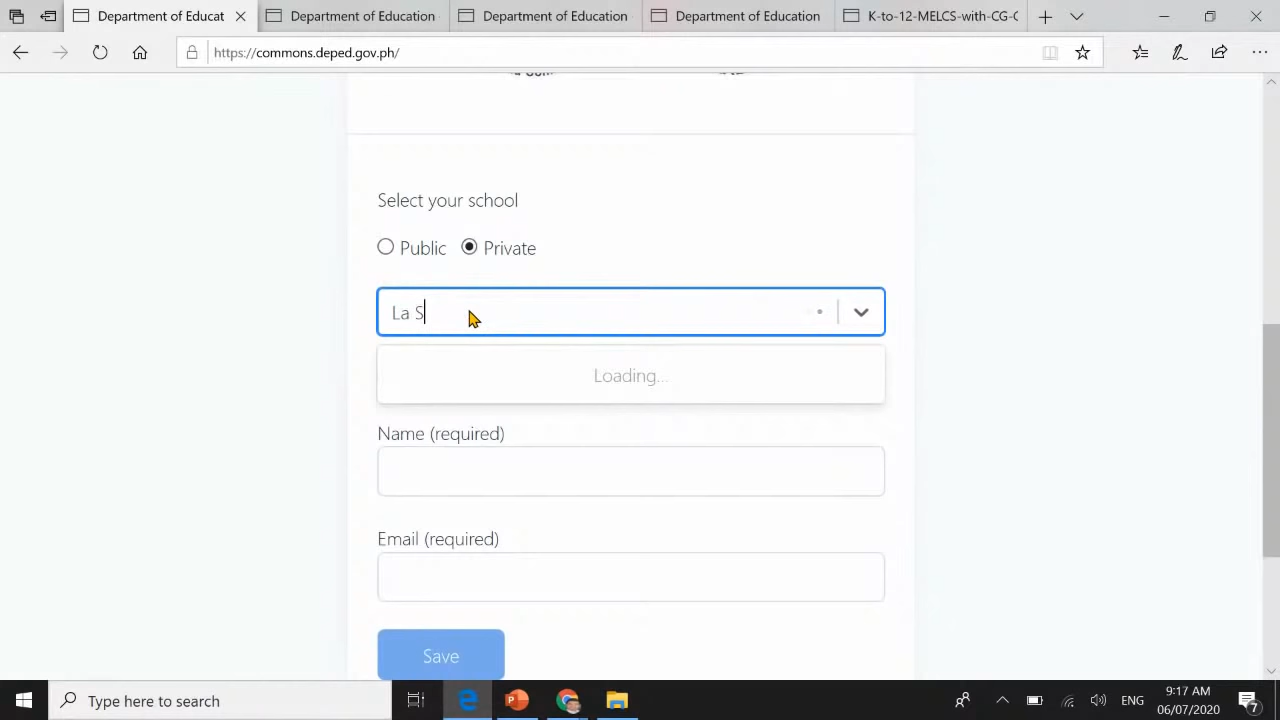 Department of Educat
Department of Education
Department of Education
Department of Education
K-to-12-MELCS-with-CG-C
https://commons.deped.gov.ph/
Select your school
Public
Private
La S
Loading...
Name (required)
Email (required)
Save
Type here to search
ENG
9:17 AM
06/07/2020
7